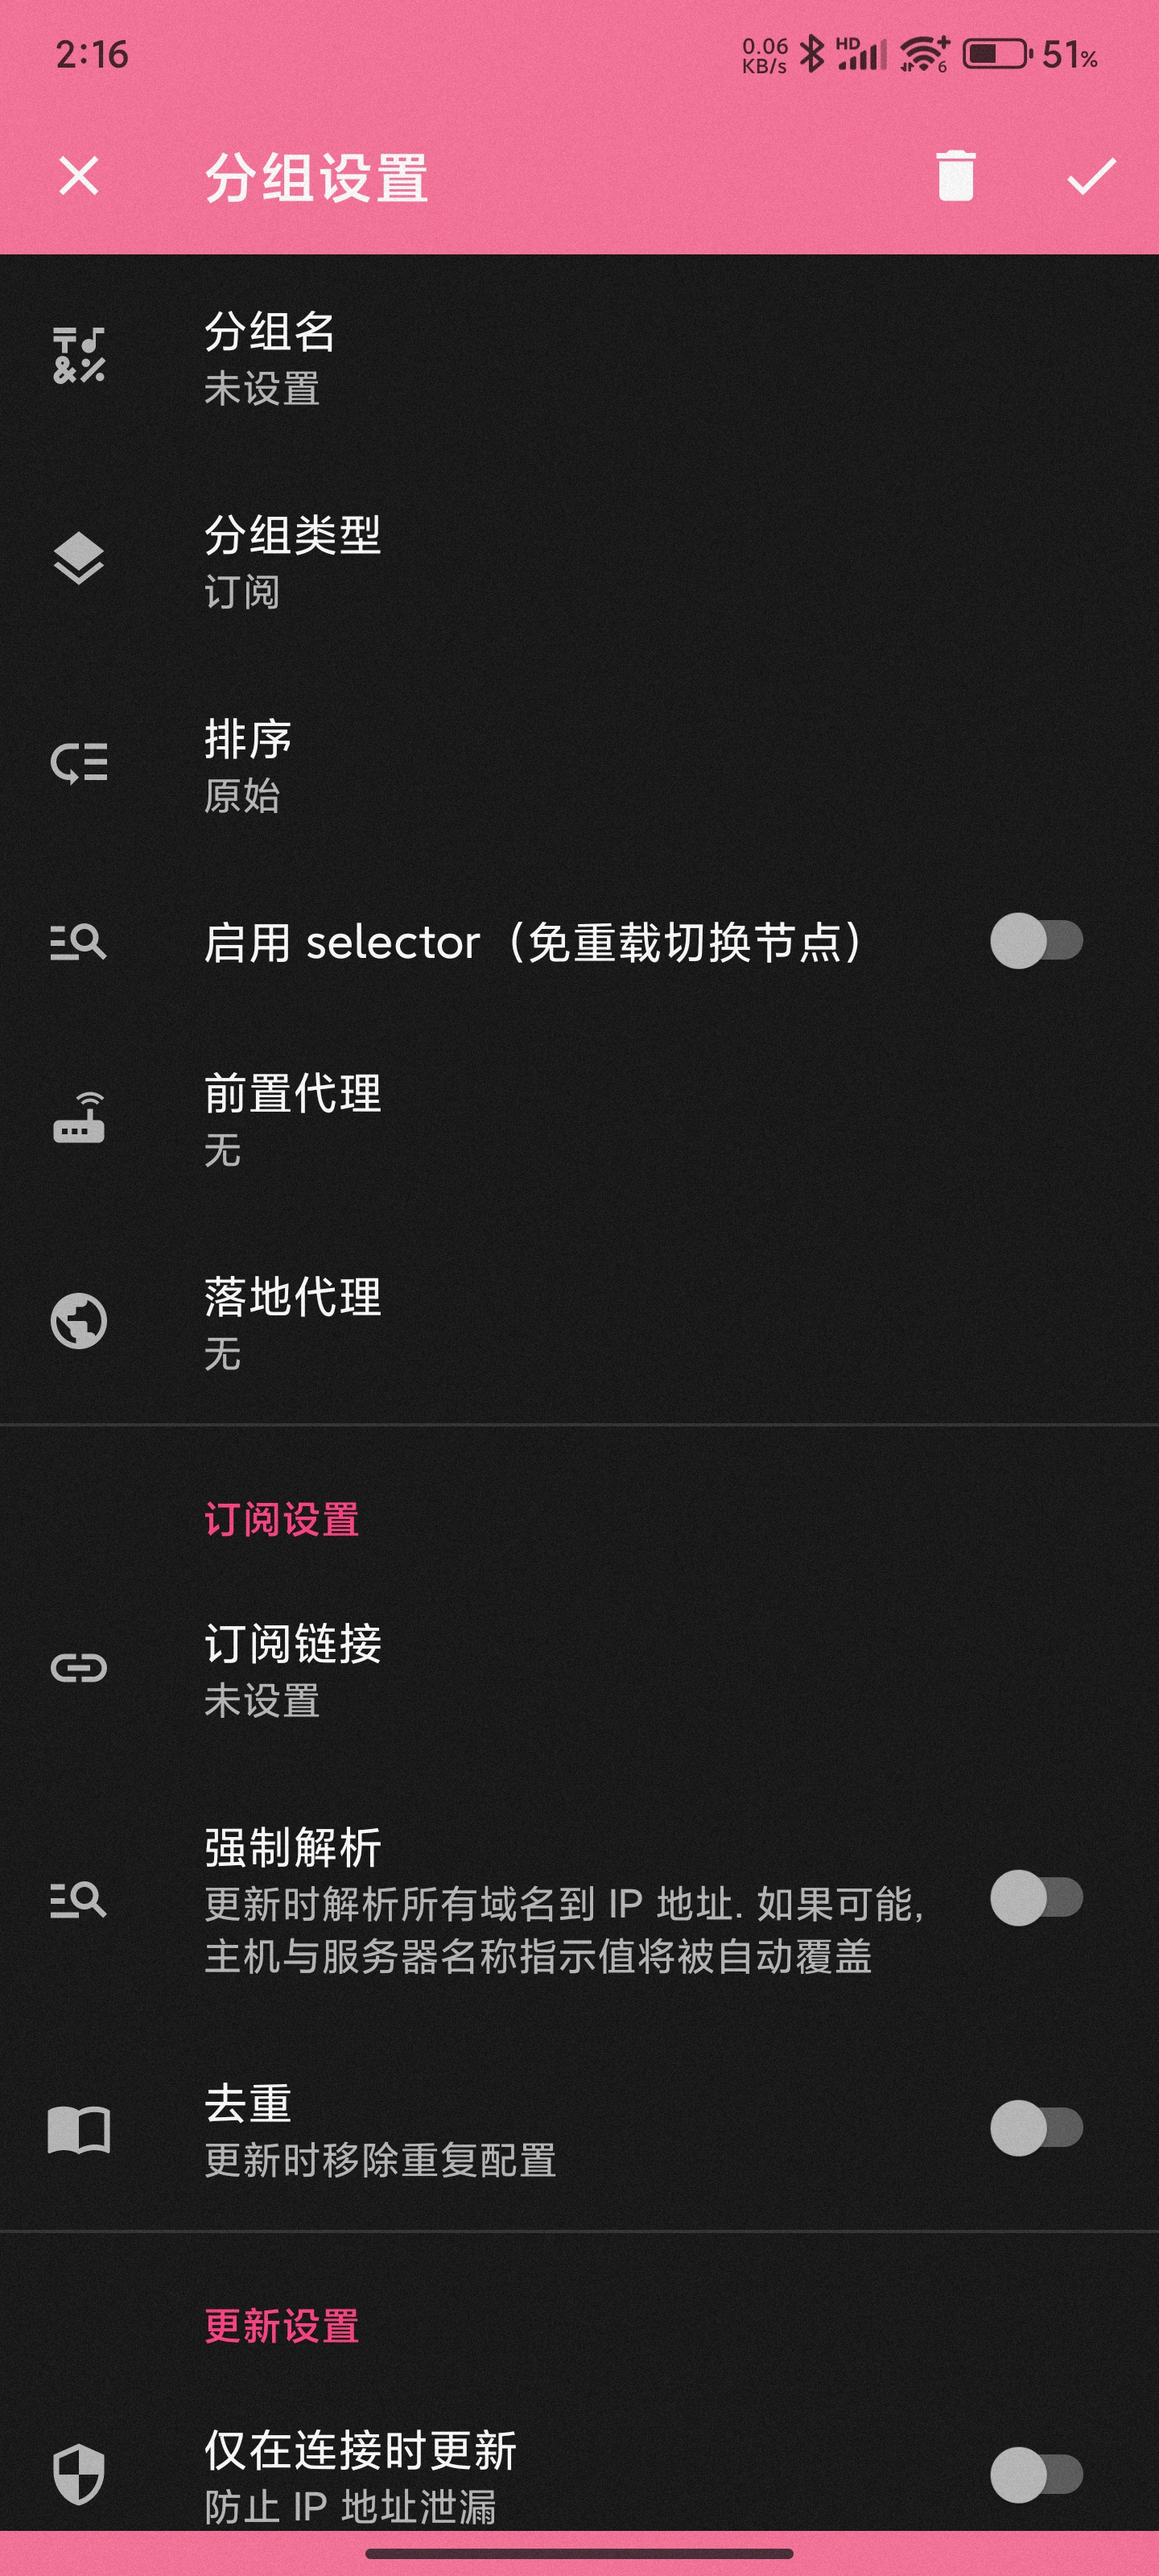 2:16
0.06
KB/s
HD
6
51%
分组设置
分组名
未设置
分组类型
订阅
排序
原始
启用 selector（免重载切换节点）
前置代理
无
落地代理
无
订阅设置
订阅链接
未设置
强制解析
更新时解析所有域名到 IP 地址. 如果可能,
主机与服务器名称指示值将被自动覆盖
去重
更新时移除重复配置
更新设置
仅在连接时更新
防止 IP 地址泄漏